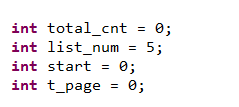 int total_cnt = 0;
int list_num = 5;
int start = 0;
int t_page = 0;